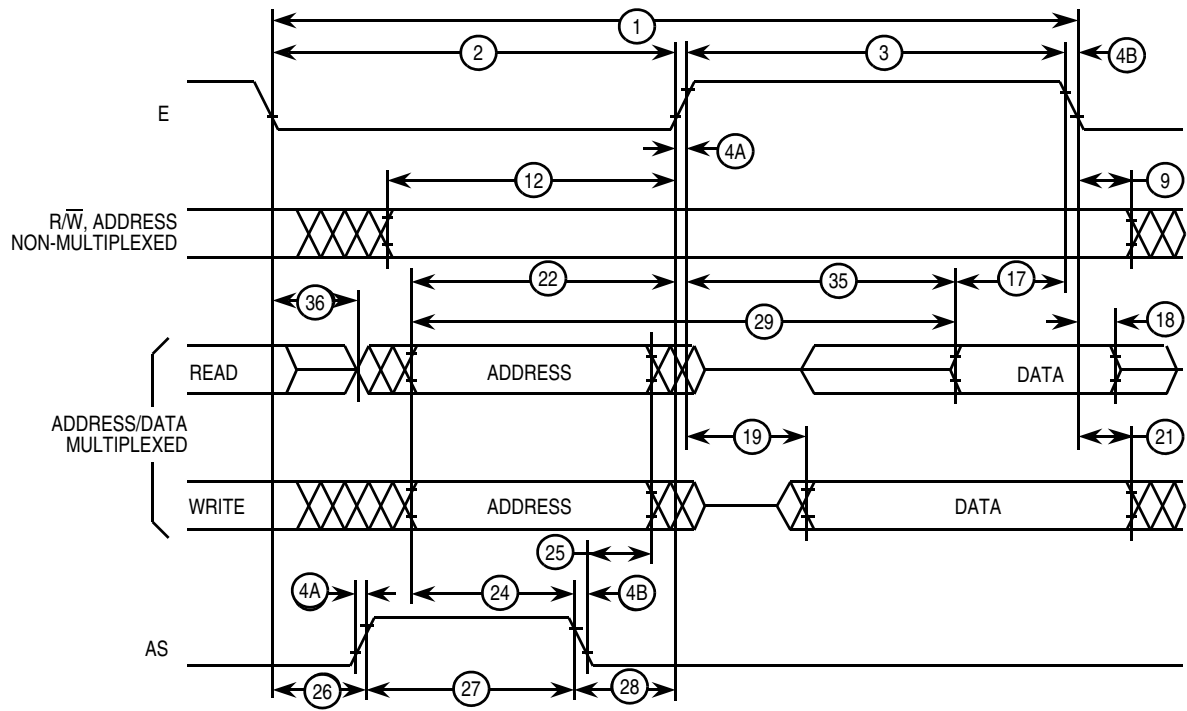 1
2
3
4B
E
4A
12
9
R/W̅, ADDRESS
NON-MULTIPLEXED
22
35
17
36
29
18
READ
ADDRESS
DATA
ADDRESS/DATA
MULTIPLEXED
19
21
WRITE
ADDRESS
DATA
25
4A
24
4B
AS
26
27
28